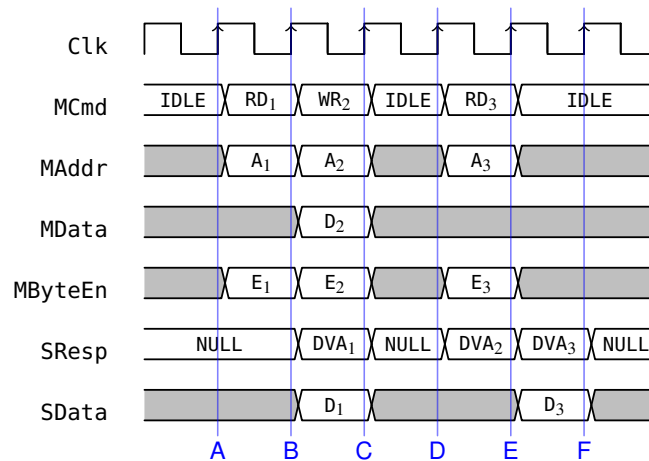 Clk
MCmd IDLE RD1 WR2 IDLE RD3 IDLE
MAddr A1 A2 A3
MData D2
MByteEn E1 E2 E3
SResp NULL DVA1 NULL DVA2 DVA3 NULL
SData D1 D3
A B C D E F